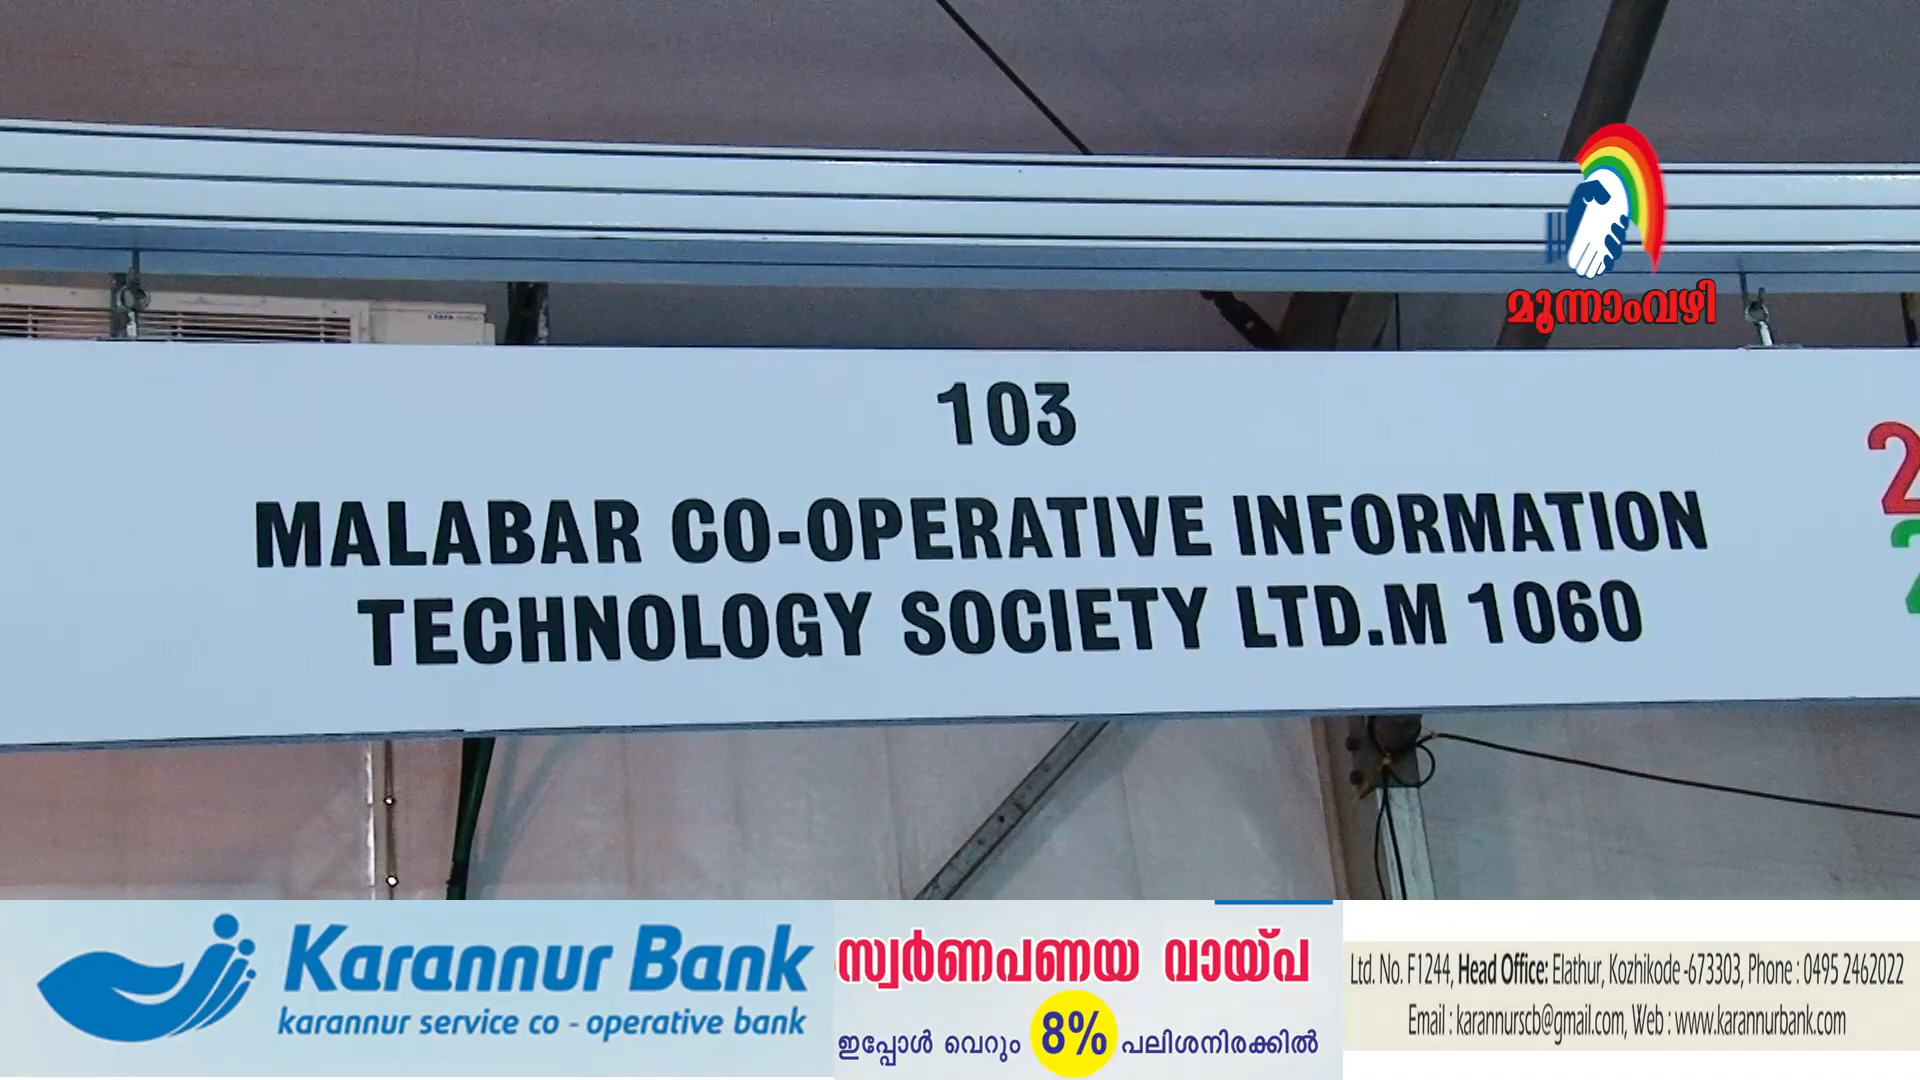 മൂന്നാംവഴി
103
MALABAR CO-OPERATIVE INFORMATION
TECHNOLOGY SOCIETY LTD.M 1060
Karannur Bank
karannur service co - operative bank
സ്വർണപണയ വായ്പ
ഇപ്പോൾ വെറും 8% പലിശനിരക്കിൽ
Ltd. No. F1244, Head Office: Elathur, Kozhikode -673303, Phone : 0495 2462022
Email : karannurscb@gmail.com, Web : www.karannurbank.com